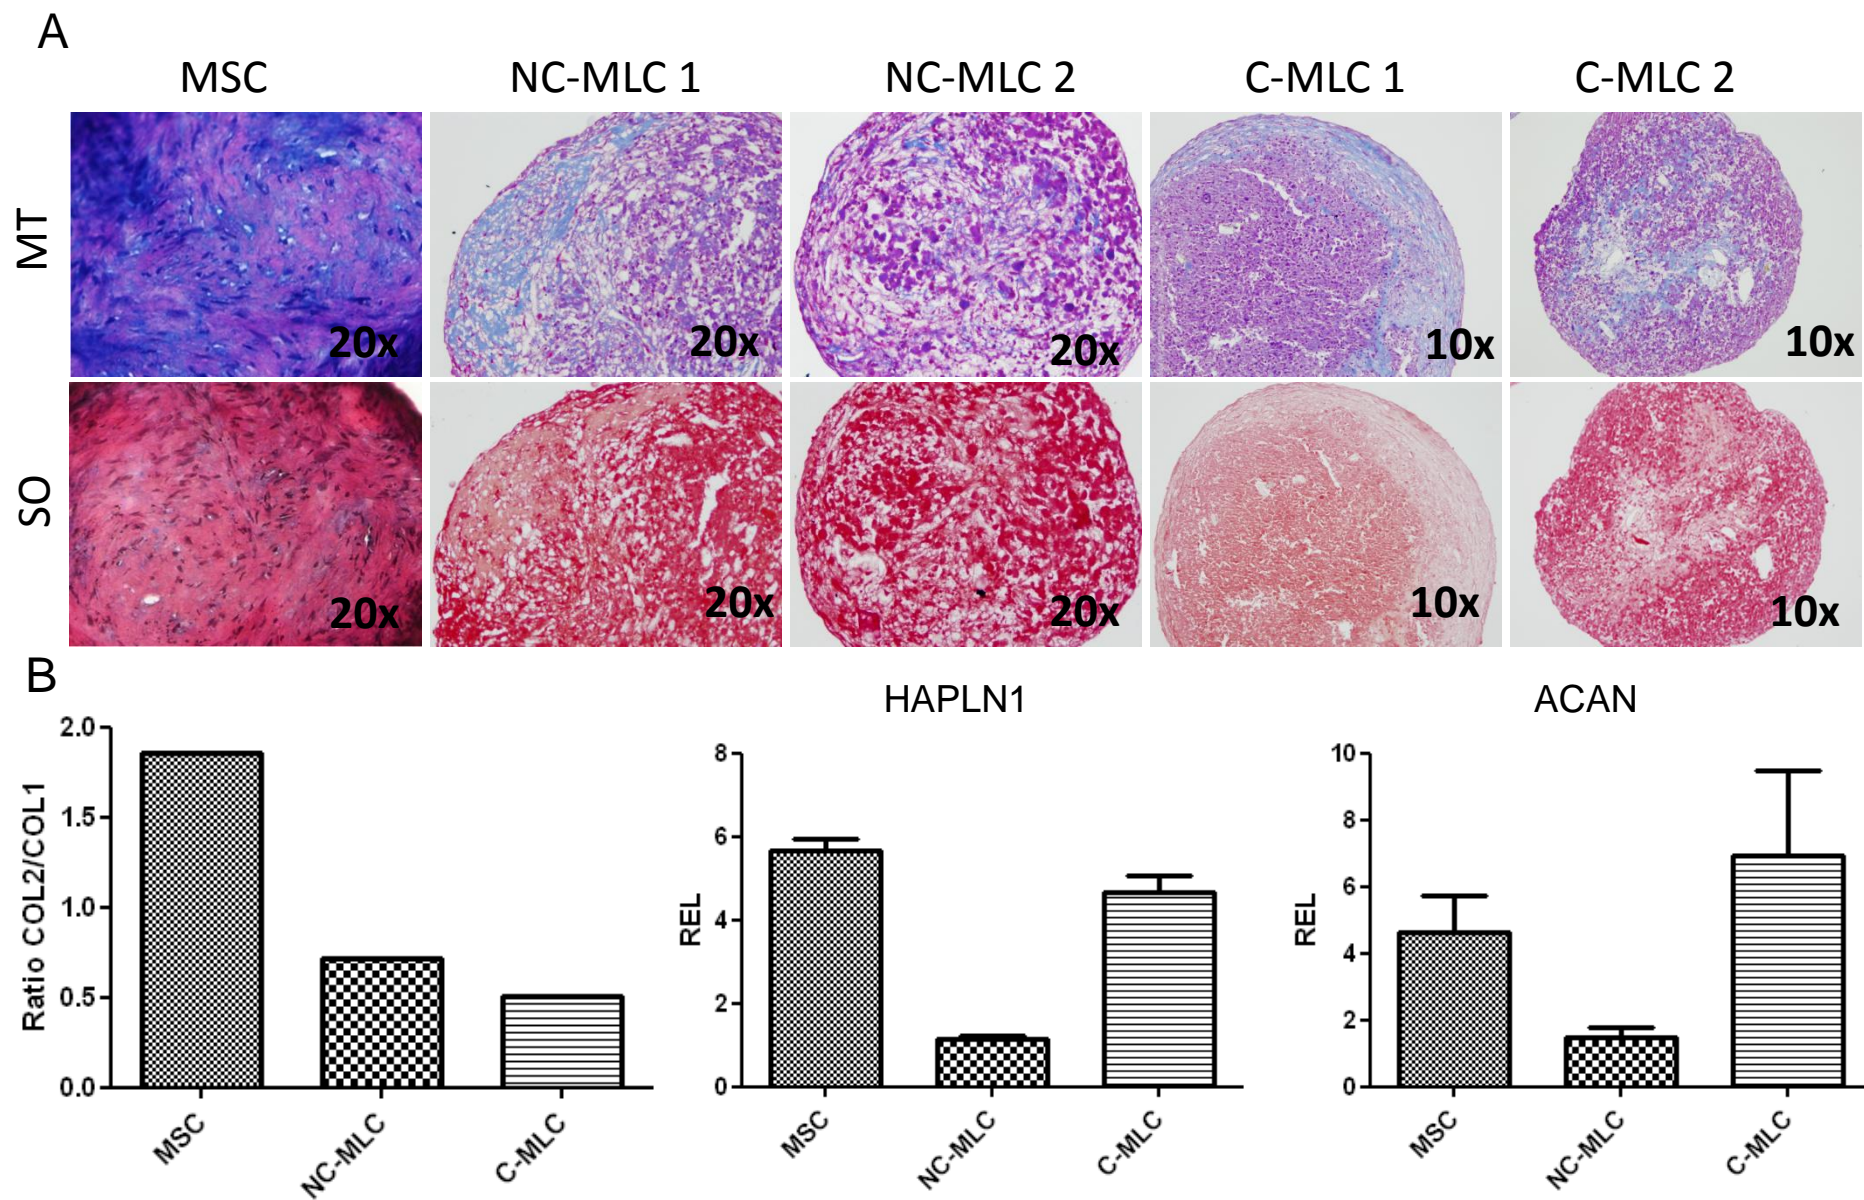 A
MSC NC-MLC 1 NC-MLC 2 C-MLC 1 C-MLC 2
MT
20x 20x 20x 10x 10x
SO
20x 20x 20x 10x 10x
B
Ratio COL2/COL1
2.0
1.5
1.0
0.5
0.0
MSC NC-MLC C-MLC
HAPLN1
REL
8
6
4
2
0
MSC NC-MLC C-MLC
ACAN
REL
10
8
6
4
2
0
MSC NC-MLC C-MLC